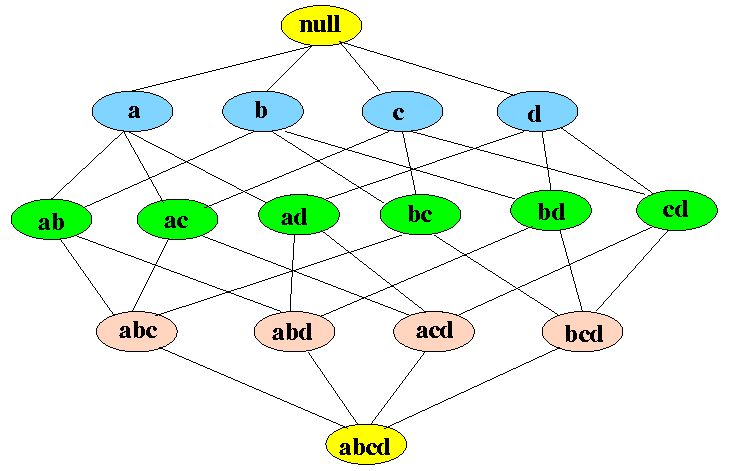 null
a b c d
ab ac ad bc bd cd
abc abd acd bcd
abcd